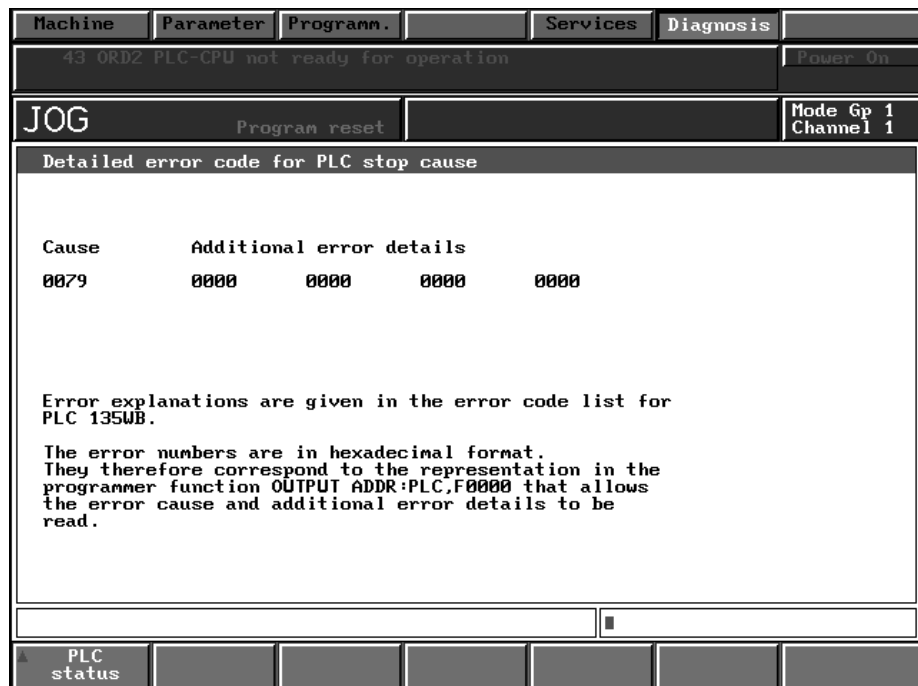 Machine Parameter Programm. Services Diagnosis
43 ORD2 PLC-CPU not ready for operation Power On
JOG Program reset Mode Gp 1
Channel 1
Detailed error code for PLC stop cause
Cause Additional error details
0079 0000 0000 0000 0000
Error explanations are given in the error code list for
PLC 135WB.
The error numbers are in hexadecimal format.
They therefore correspond to the representation in the
programmer function OUTPUT ADDR:PLC,F0000 that allows
the error cause and additional error details to be
read.
PLC
status